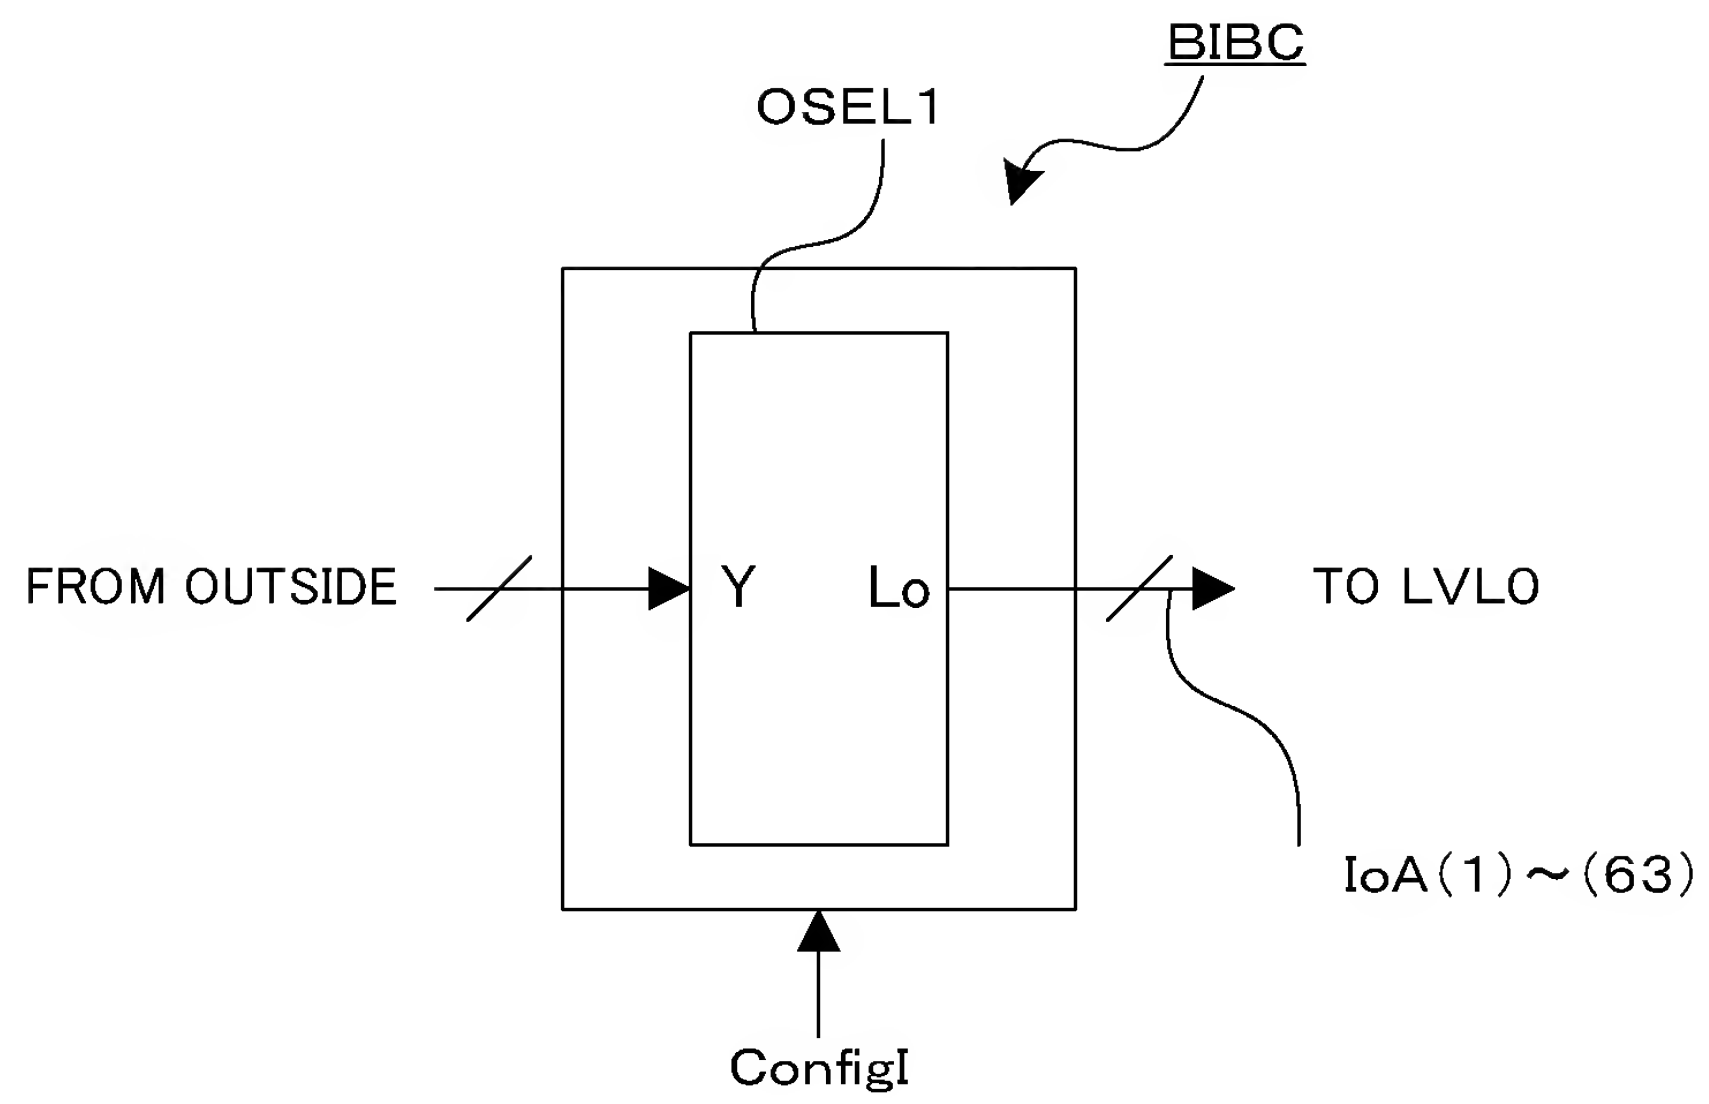 BIBC
OSEL1
FROM OUTSIDE
Y
Lo
TO LVL0
IoA(1)～(63)
ConfigI